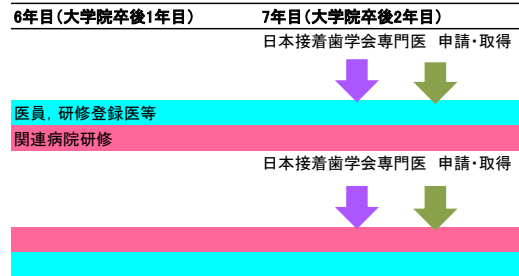 6年目(大学院卒後1年目) 7年目(大学院卒後2年目)
日本接着歯学会専門医 申請・取得
医員, 研修登録医等
関連病院研修
日本接着歯学会専門医 申請・取得